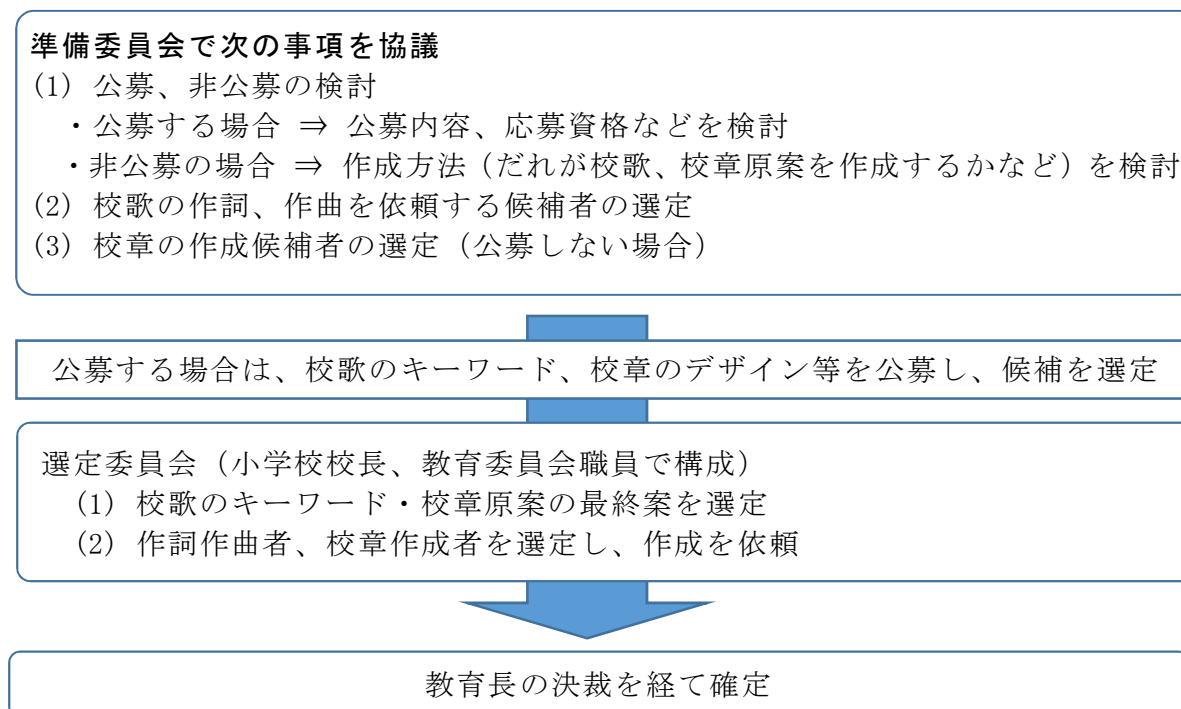 準備委員会で次の事項を協議
(1) 公募、非公募の検討
・公募する場合 ⇒ 公募内容、応募資格などを検討
・非公募の場合 ⇒ 作成方法（だれが校歌、校章原案を作成するかなど）を検討
(2) 校歌の作詞、作曲を依頼する候補者の選定
(3) 校章の作成候補者の選定（公募しない場合）
公募する場合は、校歌のキーワード、校章のデザイン等を公募し、候補を選定
選定委員会（小学校校長、教育委員会職員で構成）
(1) 校歌のキーワード・校章原案の最終案を選定
(2) 作詞作曲者、校章作成者を選定し、作成を依頼
教育長の決裁を経て確定